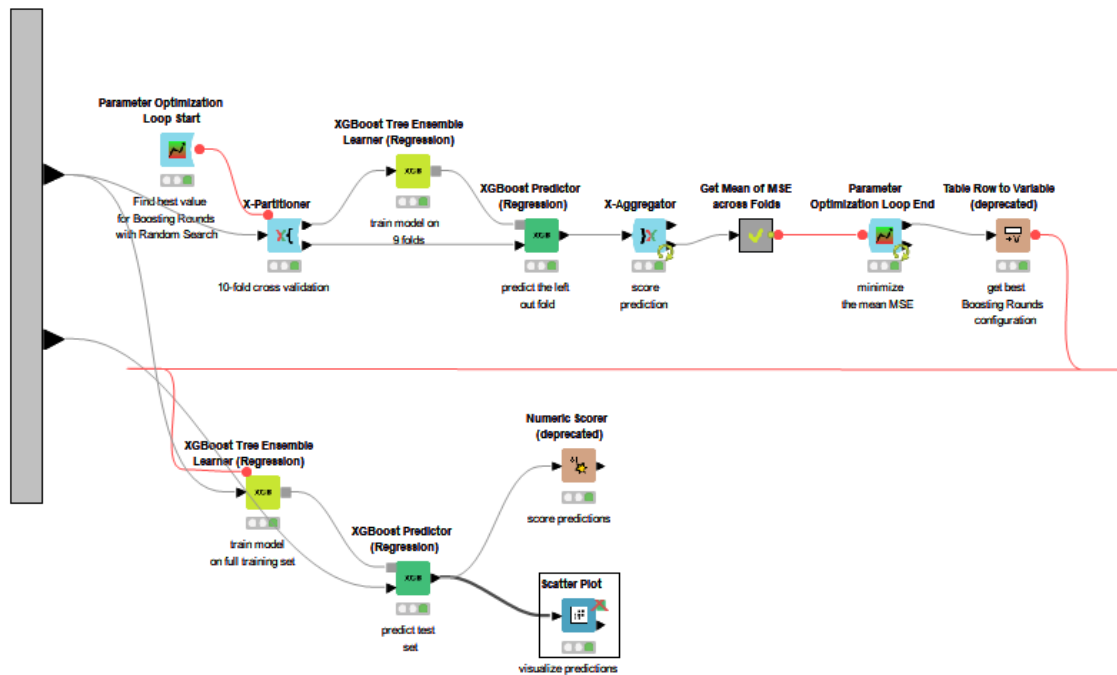 Parameter Optimization
Loop Start
Find best value
for Boosting Rounds
with Random Search
X-Partitioner
X{
10-fold cross validation
XGBoost Tree Ensemble
Learner (Regression)
XGB
train model on
9 folds
XGBoost Predictor
(Regression)
XGB
predict the left
out fold
X-Aggregator
}X
score
prediction
Get Mean of MSE
across Folds
Parameter
Optimization Loop End
minimize
the mean MSE
Table Row to Variable
(deprecated)
get best
Boosting Rounds
configuration
XGBoost Tree Ensemble
Learner (Regression)
XGB
train model
on full training set
XGBoost Predictor
(Regression)
XGB
predict test
set
Numeric Scorer
(deprecated)
score predictions
Scatter Plot
visualize predictions